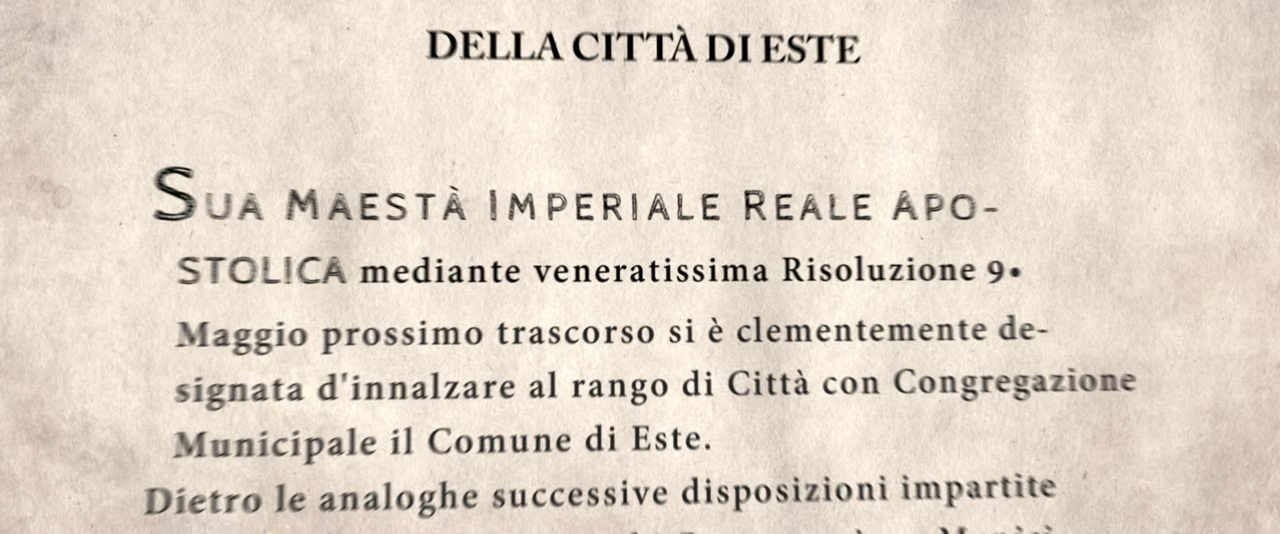 DELLA CITTÀ DI ESTE
SUA MAESTÀ IMPERIALE REALE APO-
STOLICA mediante veneratissima Risoluzione 9•
Maggio prossimo trascorso si è clementemente de-
signata d'innalzare al rango di Città con Congregazione
Municipale il Comune di Este.
Dietro le analoghe successive disposizioni impartite